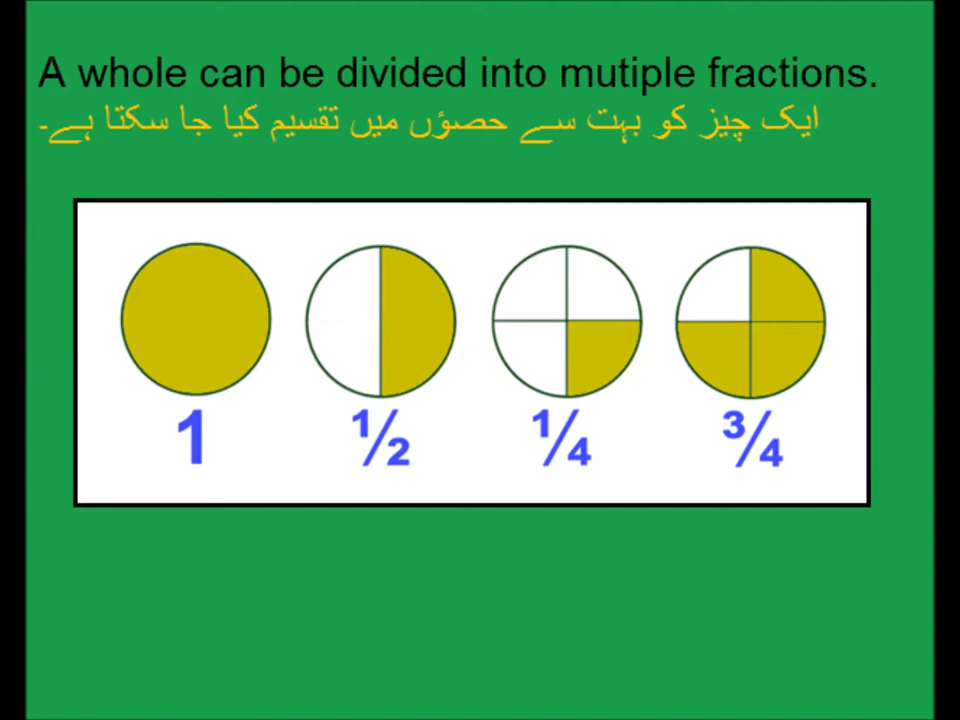 A whole can be divided into mutiple fractions.
ایک چیز کو بہت سے حصوٴں میں تقسیم کیا جا سکتا ہے۔
1 ½ ¼ ¾